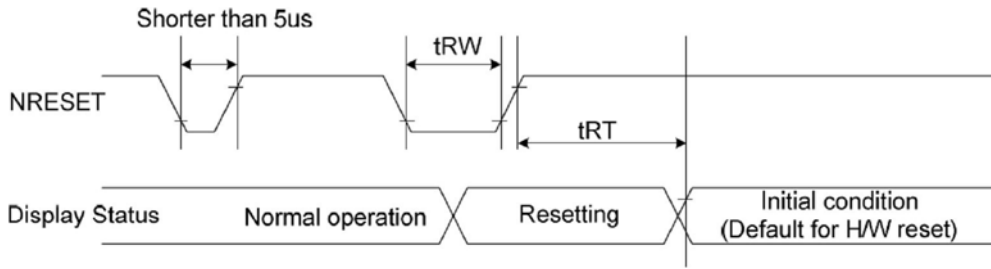 Shorter than 5us
tRW
NRESET
tRT
Display Status
Normal operation
Resetting
Initial condition
(Default for H/W reset)